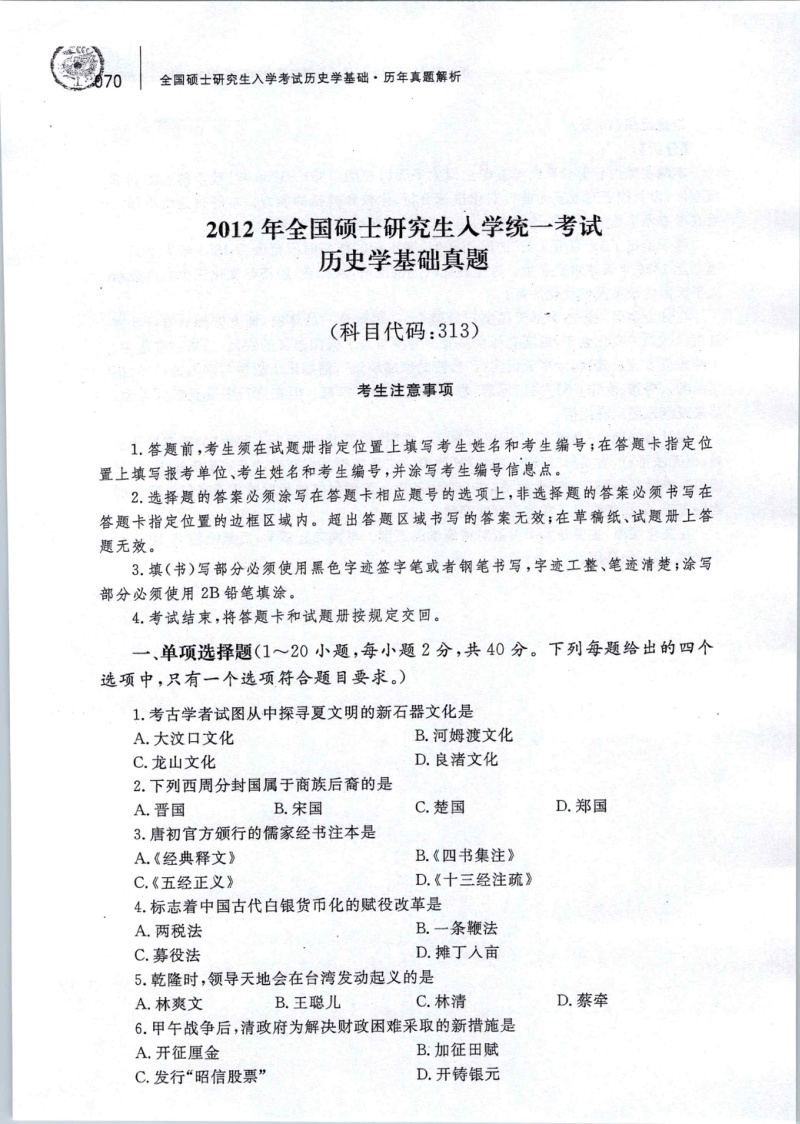 070
全国硕士研究生入学考试历史学基础·历年真题解析
2012 年全国硕士研究生入学统一考试
历史学基础真题
(科目代码:313)
考生注意事项
1. 答题前,考生须在试题册指定位置上填写考生姓名和考生编号;在答题卡指定位
置上填写报考单位、考生姓名和考生编号,并涂写考生编号信息点。
2. 选择题的答案必须涂写在答题卡相应题号的选项上,非选择题的答案必须书写在
答题卡指定位置的边框区域内。超出答题区域书写的答案无效;在草稿纸、试题册上答
题无效。
3. 填(书)写部分必须使用黑色字迹签字笔或者钢笔书写,字迹工整、笔迹清楚;涂写
部分必须使用 2B 铅笔填涂。
4. 考试结束,将答题卡和试题册按规定交回。
一、单项选择题(1～20 小题,每小题 2 分,共 40 分。下列每题给出的四个
选项中,只有一个选项符合题目要求。)
1. 考古学者试图从中探寻夏文明的新石器文化是
A. 大汶口文化 B. 河姆渡文化
C. 龙山文化 D. 良渚文化
2. 下列西周分封国属于商族后裔的是
A. 晋国 B. 宋国 C. 楚国 D. 郑国
3. 唐初官方颁行的儒家经书注本是
A.《经典释文》 B.《四书集注》
C.《五经正义》 D.《十三经注疏》
4. 标志着中国古代白银货币化的赋役改革是
A. 两税法 B. 一条鞭法
C. 募役法 D. 摊丁入亩
5. 乾隆时,领导天地会在台湾发动起义的是
A. 林爽文 B. 王聪儿 C. 林清 D. 蔡牵
6. 甲午战争后,清政府为解决财政困难采取的新措施是
A. 开征厘金 B. 加征田赋
C. 发行“昭信股票” D. 开铸银元